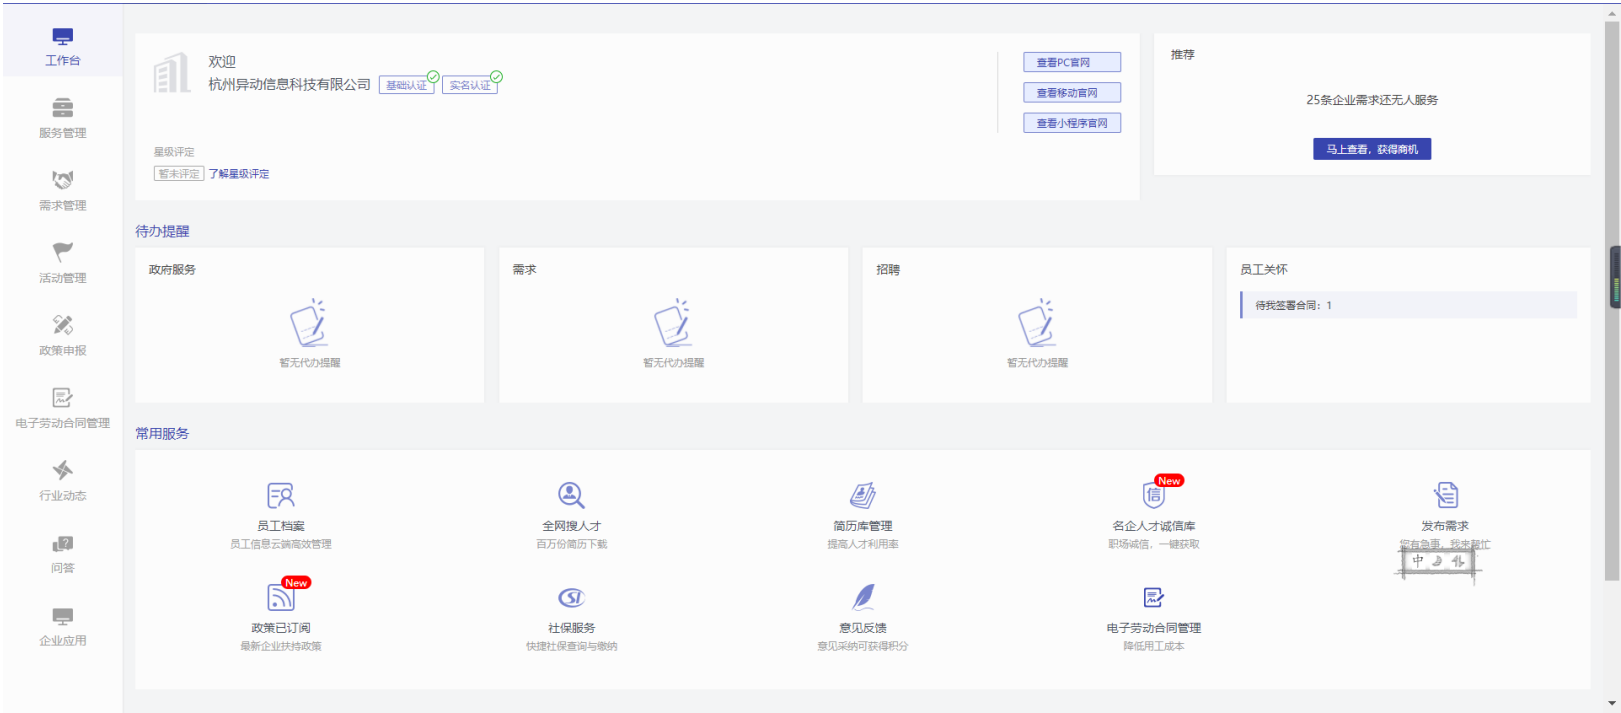 工作台
服务管理
需求管理
活动管理
政策申报
电子劳动合同管理
行业动态
问答
企业应用
欢迎
杭州异动信息科技有限公司 基础认证 实名认证
星级评定
暂未评定 了解星级评定
查看PC官网
查看移动官网
查看小程序官网
推荐
25条企业需求还无人服务
马上查看，获得商机
待办提醒
政府服务
暂无代办提醒
需求
暂无代办提醒
招聘
暂无代办提醒
员工关怀
待我签署合同：1
常用服务
员工档案
员工信息云端高效管理
全网搜人才
百万份简历下载
简历库管理
提高人才利用率
New
信
名企人才诚信库
职场诚信，一键获取
发布需求
您有急事，我来帮忙
中
New
政策已订阅
最新企业扶持政策
社保服务
快捷社保查询与缴纳
意见反馈
意见采纳可获得积分
电子劳动合同管理
降低用工成本